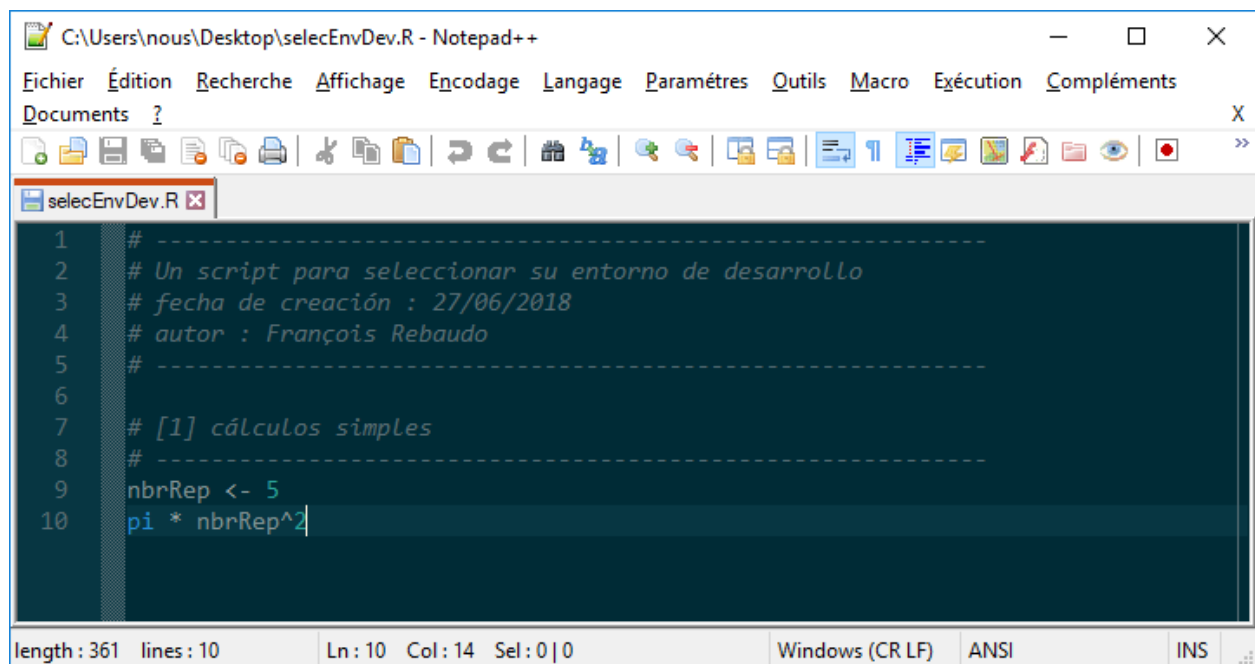 C:\Users\nous\Desktop\selecEnvDev.R - Notepad++
Fichier Édition Recherche Affichage Encodage Langage Paramétres Outils Macro Exécution Compléments
Documents ? X
selecEnvDev.R
1 # ------------------------------------------------------------
2 # Un script para seleccionar su entorno de desarrollo
3 # fecha de creación : 27/06/2018
4 # autor : François Rebaudo
5 # ------------------------------------------------------------
6
7 # [1] cálculos simples
8 # ------------------------------------------------------------
9 nbrRep <- 5
10 pi * nbrRep^2
length : 361 lines : 10 Ln : 10 Col : 14 Sel : 0 | 0 Windows (CR LF) ANSI INS